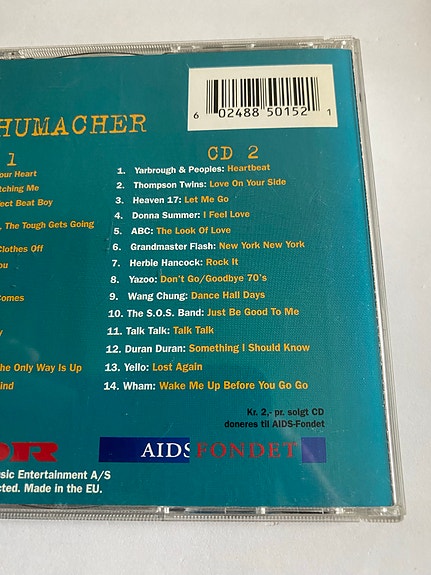 6 02488 50152 1
HUMACHER
1
CD 2
our Heart
tching Me
fect Beat Boy
, The Tough Gets Going
Clothes Off
ou
Comes
y
he Only Way Is Up
ind
1. Yarbrough & Peoples: Heartbeat
2. Thompson Twins: Love On Your Side
3. Heaven 17: Let Me Go
4. Donna Summer: I Feel Love
5. ABC: The Look Of Love
6. Grandmaster Flash: New York New York
7. Herbie Hancock: Rock It
8. Yazoo: Don't Go/Goodbye 70's
9. Wang Chung: Dance Hall Days
10. The S.O.S. Band: Just Be Good To Me
11. Talk Talk: Talk Talk
12. Duran Duran: Something I Should Know
13. Yello: Lost Again
14. Wham: Wake Me Up Before You Go Go
Kr. 2,- pr. solgt CD
doneres til AIDS-Fondet
DR
AIDSFONDET
usic Entertainment A/S
cted. Made in the EU.